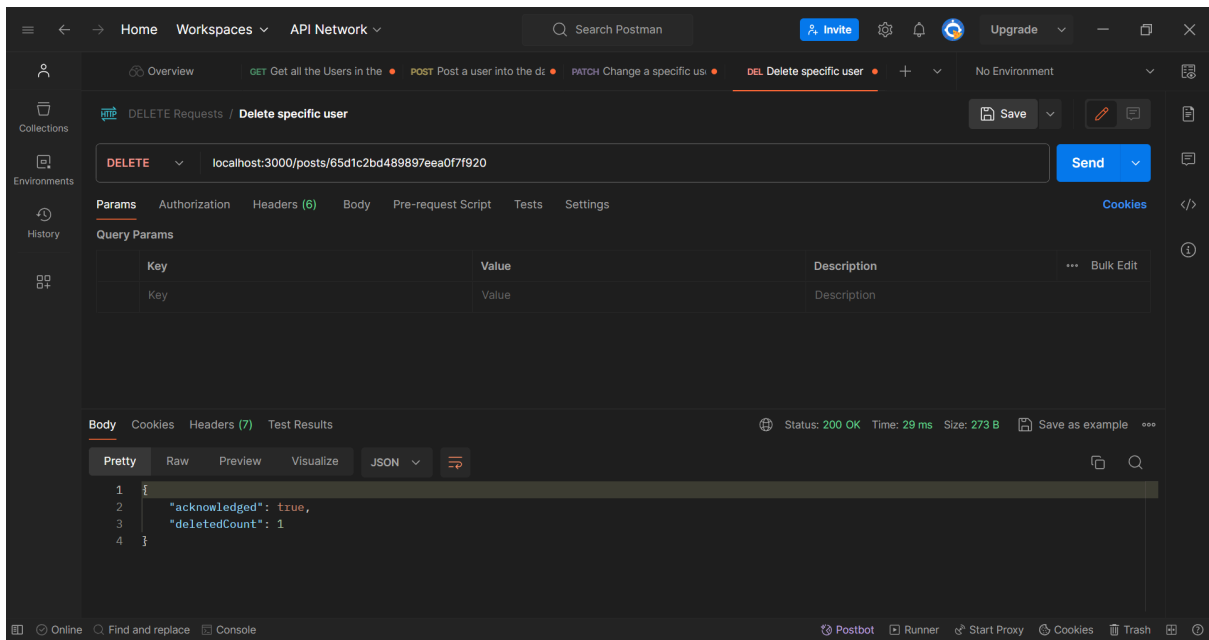 Home Workspaces API Network Search Postman Invite Upgrade
Overview GET Get all the Users in the POST Post a user into the da PATCH Change a specific use DEL Delete specific user No Environment
HTTP DELETE Requests / Delete specific user Save
Collections
DELETE localhost:3000/posts/65d1c2bd489897eea0f7f920 Send
Environments
Params Authorization Headers (6) Body Pre-request Script Tests Settings Cookies
History
Query Params
Key Value Description ••• Bulk Edit
Key Value Description
Body Cookies Headers (7) Test Results Status: 200 OK Time: 29 ms Size: 273 B Save as example
Pretty Raw Preview Visualize JSON
1 {
2 "acknowledged": true,
3 "deletedCount": 1
4 }
Online Find and replace Console Postbot Runner Start Proxy Cookies Trash